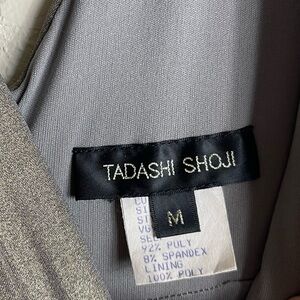 TADASHI SHOJI
M
92% POLY
8% SPANDEX
LINING
100% POLY